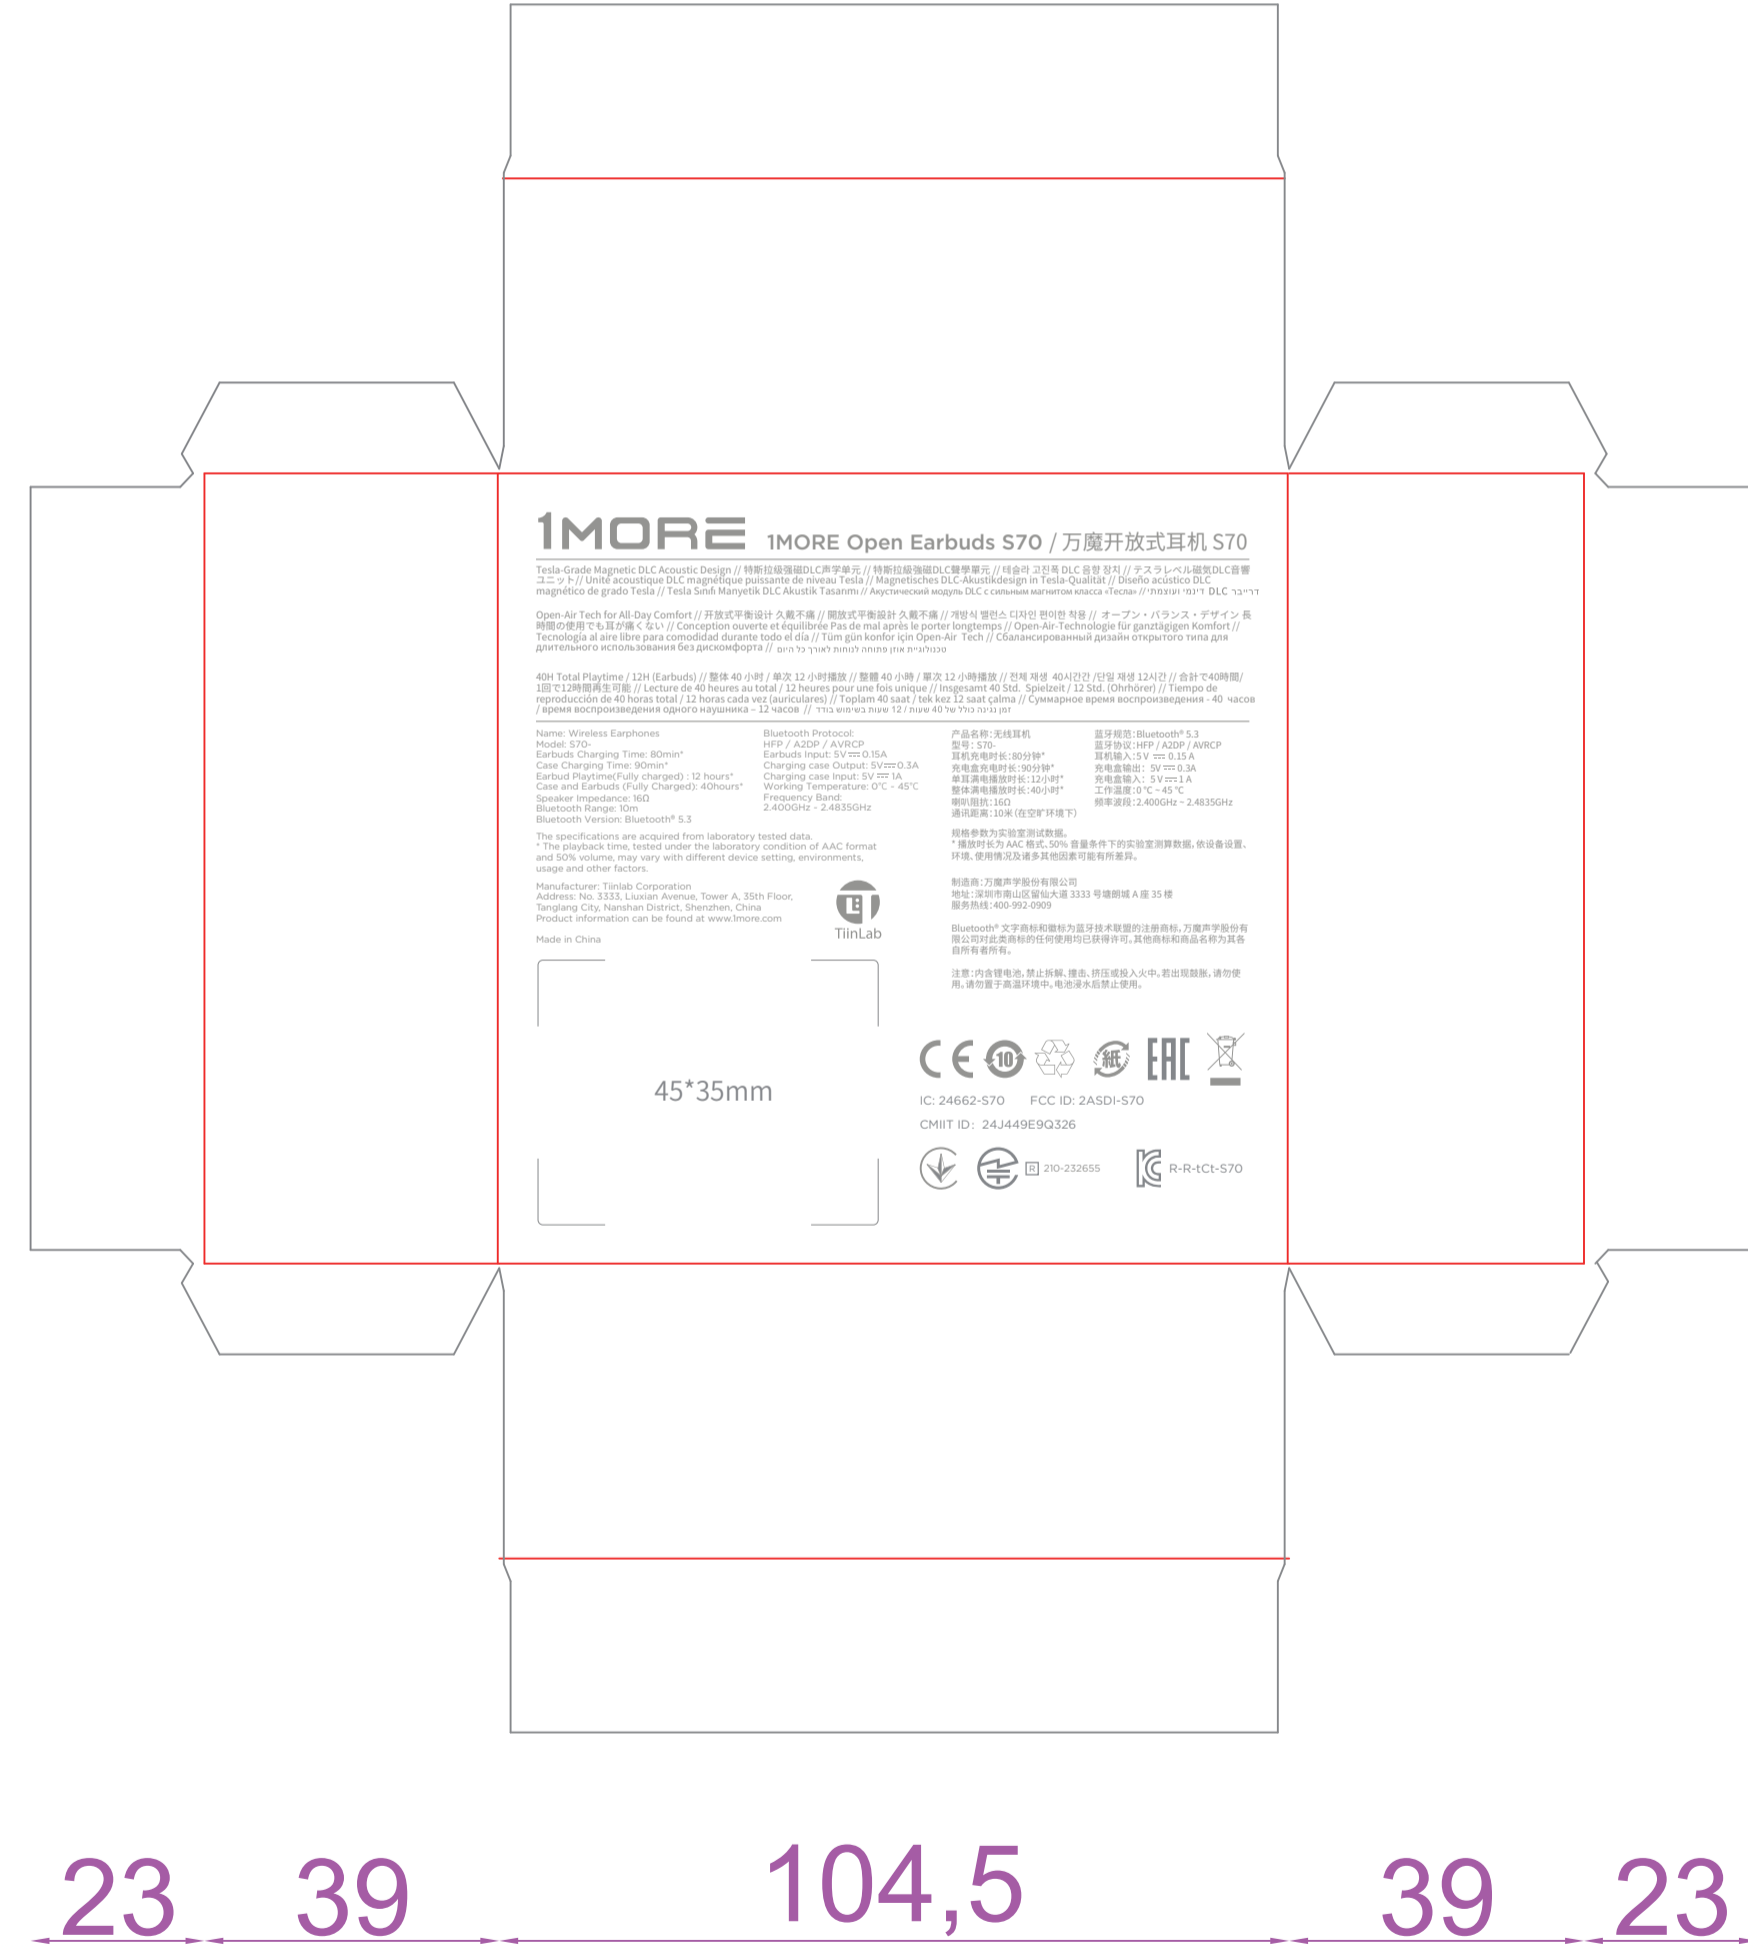 1MORE 1MORE Open Earbuds S70 / 万魔开放式耳机 S70
Tesla-Grade Magnetic DLC Acoustic Design // 特斯拉级强磁DLC声学单元 // 特斯拉級強磁DLC聲學單元 // 테슬라 고진폭 DLC 음향 장치 // テスラレベル磁気DLC音響
ユニット// Unité acoustique DLC magnétique puissante de niveau Tesla // Magnetisches DLC-Akustikdesign in Tesla-Qualität // Diseño acústico DLC
magnético de grado Tesla // Tesla Sınıfı Manyetik DLC Akustik Tasarımı // Акустический модуль DLC с сильным магнитом класса «Тесла» // דרייבר DLC דינמי ועוצמתי
Open-Air Tech for All-Day Comfort // 开放式平衡设计 久戴不痛 // 開放式平衡設計 久戴不痛 // 개방식 밸런스 디자인 편이한 착용 // オープン・バランス・デザイン 長
時間の使用でも耳が痛くない // Conception ouverte et équilibrée Pas de mal après le porter longtemps // Open-Air-Technologie für ganztägigen Komfort //
Tecnología al aire libre para comodidad durante todo el día // Tüm gün konfor için Open-Air Tech // Сбалансированный дизайн открытого типа для
длительного использования без дискомфорта // טכנולוגיית אוזן פתוחה לנוחות לאורך כל היום
40H Total Playtime / 12H (Earbuds) // 整体 40 小时 / 单次 12 小时播放 // 整體 40 小時 / 單次 12 小時播放 // 전체 재생 40시간간 /단일 재생 12시간 // 合計で40時間/
1回で12時間再生可能 // Lecture de 40 heures au total / 12 heures pour une fois unique // Insgesamt 40 Std. Spielzeit / 12 Std. (Ohrhörer) // Tiempo de
reproducción de 40 horas total / 12 horas cada vez (auriculares) // Toplam 40 saat / tek kez 12 saat çalma // Суммарное время воспроизведения - 40 часов
/ время воспроизведения одного наушника – 12 часов // זמן נגינה כולל של 40 שעות / 12 שעות בשימוש בודד
Name: Wireless Earphones
Model: S70-
Earbuds Charging Time: 80min*
Case Charging Time: 90min*
Earbud Playtime(Fully charged) : 12 hours*
Case and Earbuds (Fully Charged): 40hours*
Speaker Impedance: 16Ω
Bluetooth Range: 10m
Bluetooth Version: Bluetooth® 5.3
Bluetooth Protocol:
HFP / A2DP / AVRCP
Earbuds Input: 5V⎓0.15A
Charging case Output: 5V⎓0.3A
Charging case Input: 5V⎓1A
Working Temperature: 0°C - 45°C
Frequency Band:
2.400GHz - 2.4835GHz
The specifications are acquired from laboratory tested data.
* The playback time, tested under the laboratory condition of AAC format
and 50% volume, may vary with different device setting, environments,
usage and other factors.
Manufacturer: Tiinlab Corporation
Address: No. 3333, Liuxian Avenue, Tower A, 35th Floor,
Tanglang City, Nanshan District, Shenzhen, China
Product information can be found at www.1more.com
Made in China
TiinLab
产品名称：无线耳机
型号：S70-
耳机充电时长：80分钟*
充电盒充电时长：90分钟*
单耳满电播放时长：12小时*
整体满电播放时长：40小时*
喇叭阻抗：16Ω
通讯距离：10米（在空旷环境下）
蓝牙规范：Bluetooth® 5.3
蓝牙协议：HFP / A2DP / AVRCP
耳机输入：5 V ⎓ 0.15 A
充电盒输出： 5V ⎓ 0.3A
充电盒输入： 5 V ⎓ 1 A
工作温度：0 °C ~ 45 °C
频率波段：2.400GHz ~ 2.4835GHz
规格参数为实验室测试数据。
* 播放时长为 AAC 格式、50% 音量条件下的实验室测算数据，依设备设置、
环境、使用情况及诸多其他因素可能有所差异。
制造商：万魔声学股份有限公司
地址：深圳市南山区留仙大道 3333 号塘朗城 A 座 35 楼
服务热线：400-992-0909
Bluetooth® 文字商标和徽标为蓝牙技术联盟的注册商标，万魔声学股份有
限公司对此类商标的任何使用均已获得许可。其他商标和商品名称为其各
自所有者所有。
注意：内含锂电池，禁止拆解、撞击、挤压或投入火中。若出现鼓胀，请勿使
用。请勿置于高温环境中。电池浸水后禁止使用。
45*35mm
CE 10 紙 EAC
IC: 24662-S70 FCC ID: 2ASDI-S70
CMIIT ID: 24J449E9Q326
R 210-232655 R-R-tCt-S70
23 39 104,5 39 23